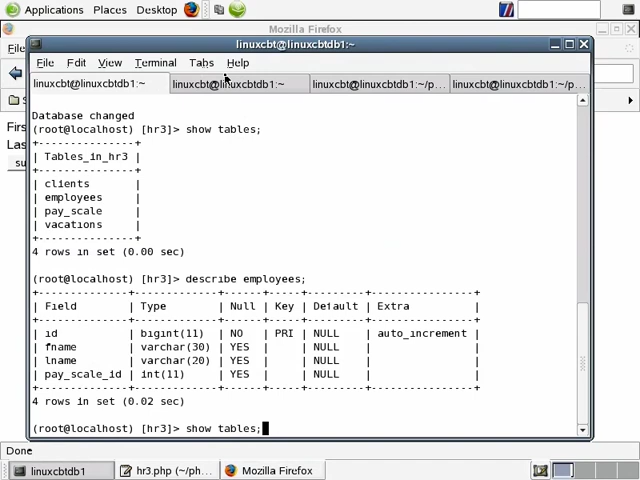 Applications Places Desktop
Mozilla Firefox
linuxcbt@linuxcbtdb1:~
File Edit View Terminal Tabs Help
linuxcbt@linuxcbtdb1:~ linuxcbt@linuxcbtdb1:~ linuxcbt@linuxcbtdb1:~/p... linuxcbt@linuxcbtdb1:~/p...
Database changed
(root@localhost) [hr3]> show tables;
+---------------+
| Tables_in_hr3 |
+---------------+
| clients |
| employees |
| pay_scale |
| vacations |
+---------------+
4 rows in set (0.00 sec)
(root@localhost) [hr3]> describe employees;
+--------------+-------------+------+-----+---------+----------------+
| Field | Type | Null | Key | Default | Extra |
+--------------+-------------+------+-----+---------+----------------+
| id | bigint(11) | NO | PRI | NULL | auto_increment |
| fname | varchar(30) | YES | | NULL | |
| lname | varchar(20) | YES | | NULL | |
| pay_scale_id | int(11) | YES | | NULL | |
+--------------+-------------+------+-----+---------+----------------+
4 rows in set (0.02 sec)
(root@localhost) [hr3]> show tables;
Done
linuxcbtdb1 hr3.php (~/ph... Mozilla Firefox